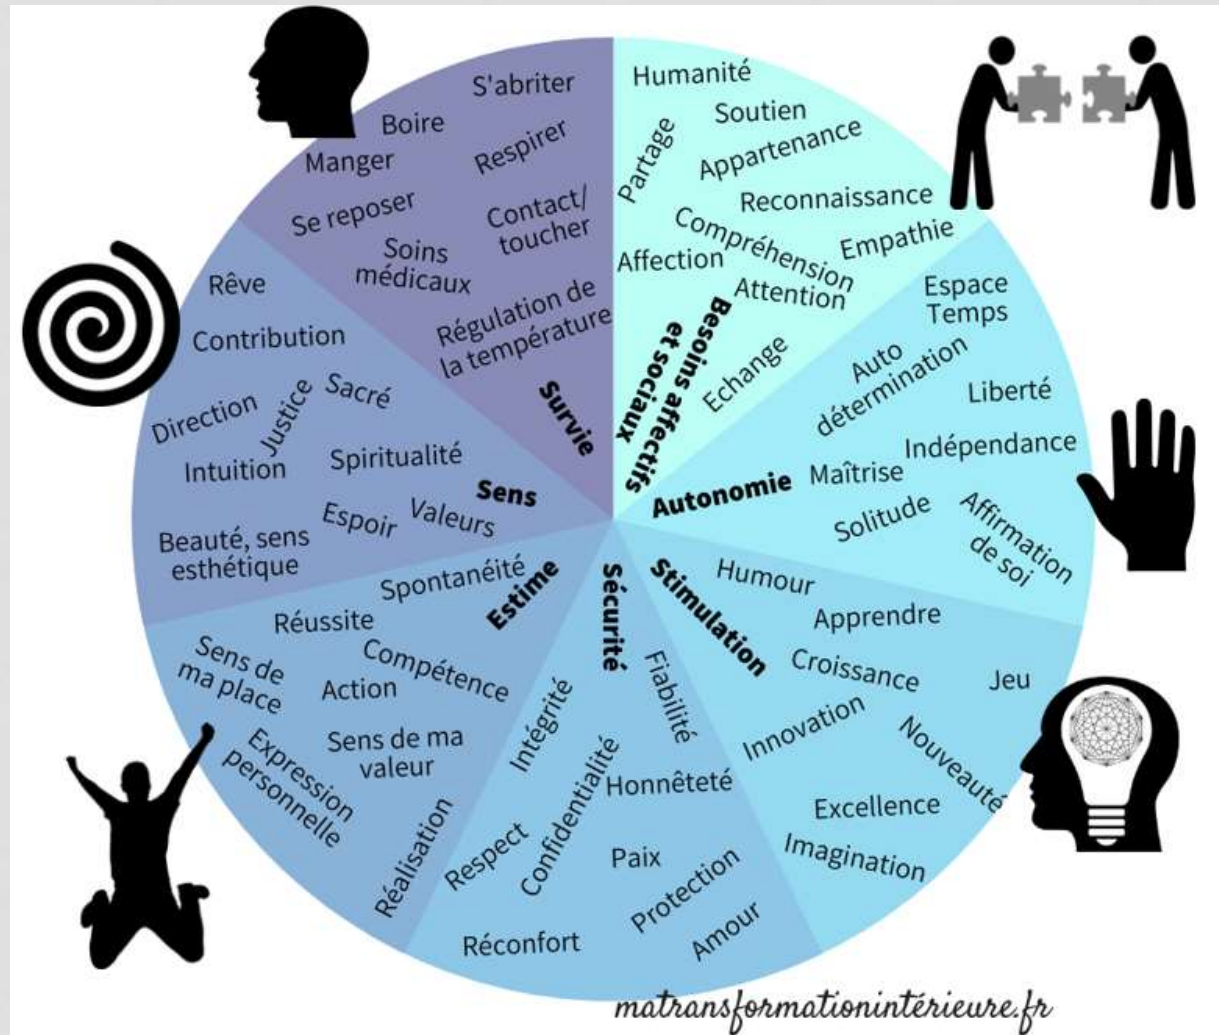 S'abriter
Boire
Respirer
Manger
Se reposer
Contact/
toucher
Soins
médicaux
Régulation de
la température
Survie
Humanité
Soutien
Partage
Appartenance
Reconnaissance
Compréhension
Empathie
Affection
Attention
Echange
Besoins affectifs
et sociaux
Espace
Temps
Auto
détermination
Liberté
Indépendance
Maîtrise
Solitude
Affirmation
de soi
Autonomie
Humour
Apprendre
Croissance
Jeu
Innovation
Nouveauté
Excellence
Imagination
Stimulation
Fiabilité
Intégrité
Confidentialité
Honnêteté
Respect
Paix
Protection
Réconfort
Amour
Sécurité
Spontanéité
Réussite
Compétence
Sens de
ma place
Action
Sens de ma
valeur
Expression
personnelle
Réalisation
Estime
Rêve
Contribution
Sacré
Justice
Direction
Intuition
Spiritualité
Espoir
Valeurs
Beauté, sens
esthétique
Sens
matransformationintérieure.fr